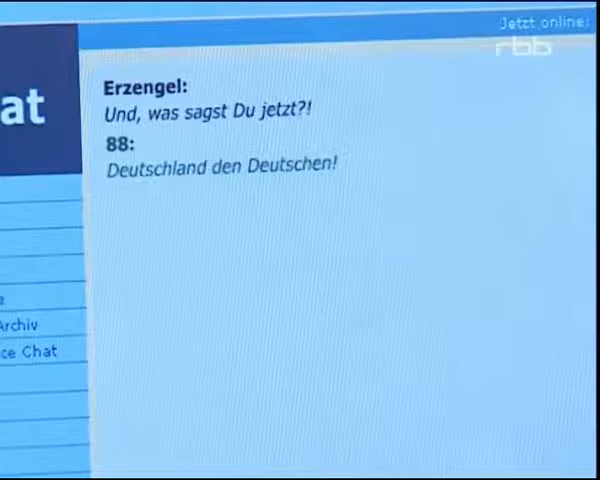 Jetzt online:
rbb
at
Erzengel:
Und, was sagst Du jetzt?!
88:
Deutschland den Deutschen!
Archiv
ce Chat